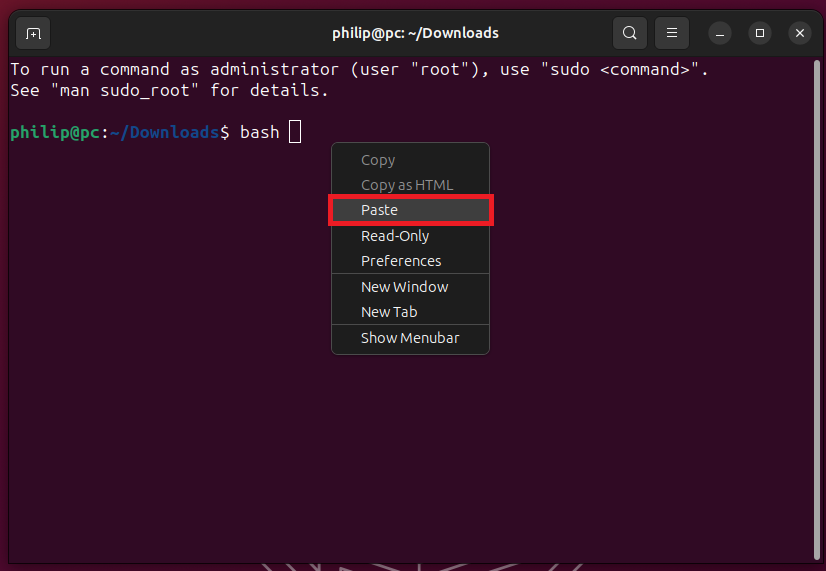 philip@pc: ~/Downloads
To run a command as administrator (user "root"), use "sudo <command>".
See "man sudo_root" for details.
philip@pc:~/Downloads$ bash
Copy
Copy as HTML
Paste
Read-Only
Preferences
New Window
New Tab
Show Menubar